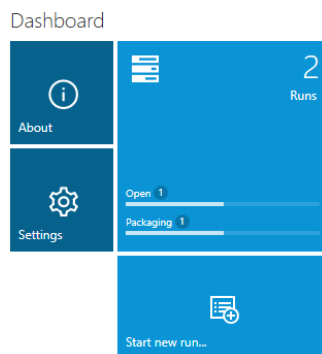 Dashboard
About
2
Runs
Open 1
Packaging 1
Settings
Start new run...